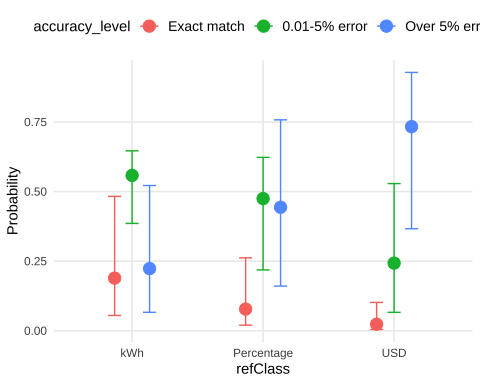 accuracy_level Exact match 0.01-5% error Over 5% err
0.75
0.50
0.25
0.00
Probability
kWh Percentage USD
refClass